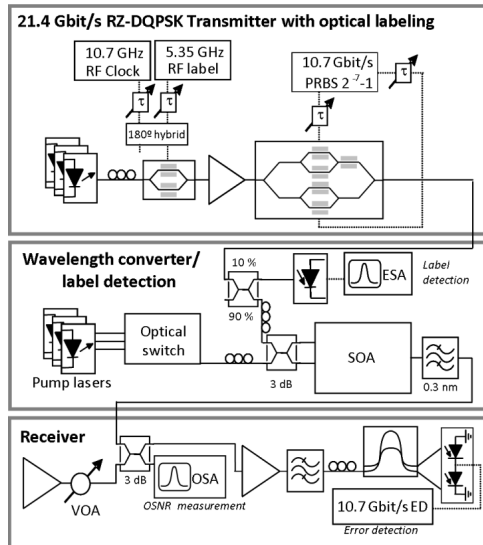 21.4 Gbit/s RZ-DQPSK Transmitter with optical labeling
10.7 GHz
RF Clock
5.35 GHz
RF label
10.7 Gbit/s
PRBS 2⁻⁷-1
τ
τ
τ
τ
180º hybrid
Wavelength converter/
label detection
10 %
90 %
ESA
Label
detection
Optical
switch
Pump lasers
3 dB
SOA
0.3 nm
Receiver
VOA
3 dB
OSA
OSNR measurement
10.7 Gbit/s ED
Error detection